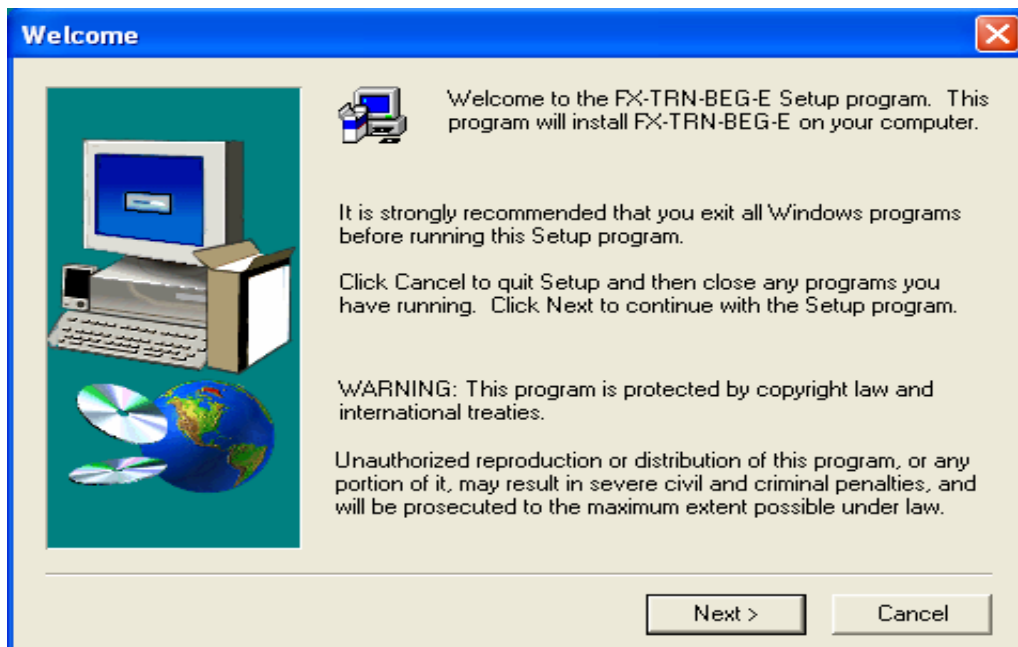 Welcome
Welcome to the FX-TRN-BEG-E Setup program.  This
program will install FX-TRN-BEG-E on your computer.
It is strongly recommended that you exit all Windows programs
before running this Setup program.
Click Cancel to quit Setup and then close any programs you
have running.  Click Next to continue with the Setup program.
WARNING: This program is protected by copyright law and
international treaties.
Unauthorized reproduction or distribution of this program, or any
portion of it, may result in severe civil and criminal penalties, and
will be prosecuted to the maximum extent possible under law.
Next >
Cancel